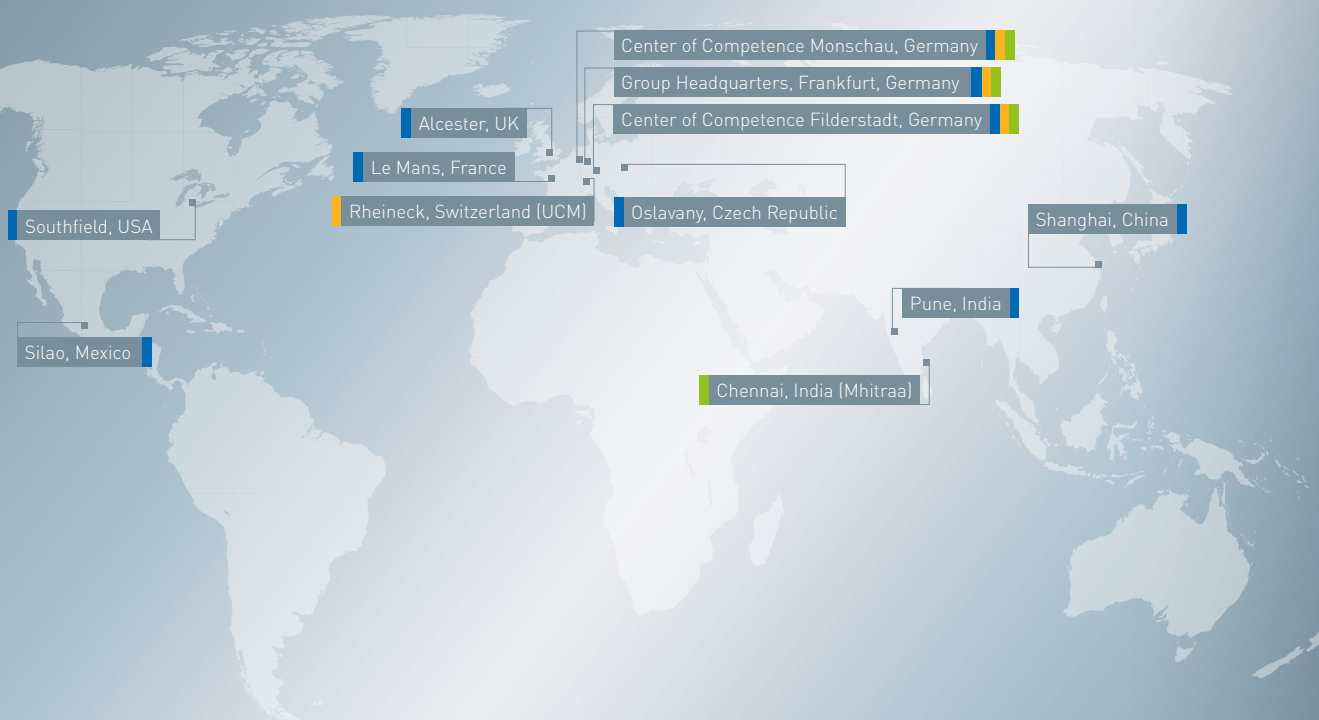 Center of Competence Monschau, Germany
Group Headquarters, Frankfurt, Germany
Center of Competence Filderstadt, Germany
Alcester, UK
Le Mans, France
Rheineck, Switzerland (UCM)
Oslavany, Czech Republic
Southfield, USA
Shanghai, China
Pune, India
Silao, Mexico
Chennai, India (Mhitraa)